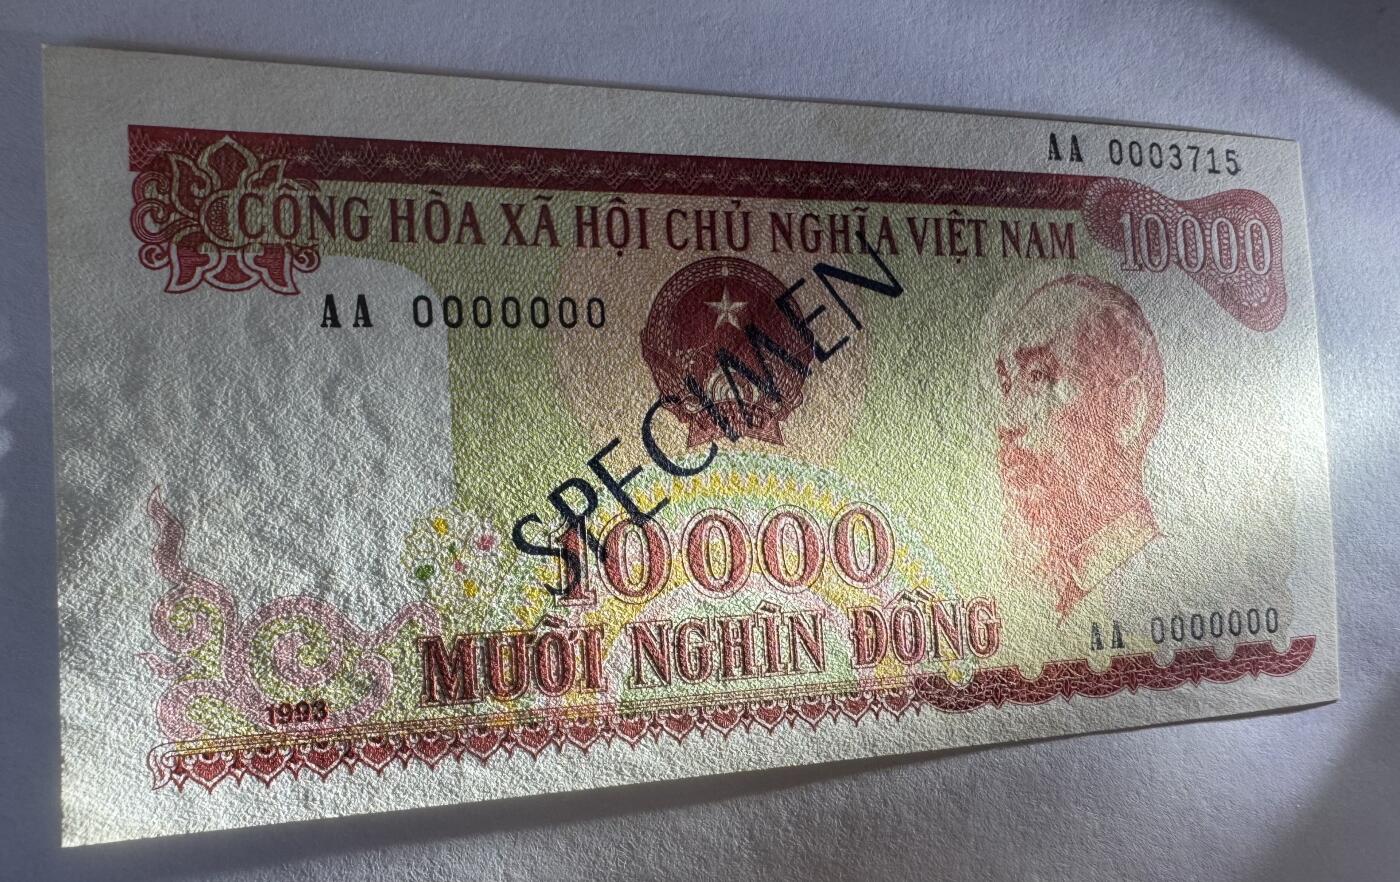 AA 0003715
CỘNG HÒA XÃ HỘI CHỦ NGHĨA VIỆT NAM
10000
AA 0000000
SPECIMEN
10000
MƯỜI NGHÌN ĐỒNG
AA 0000000
1993